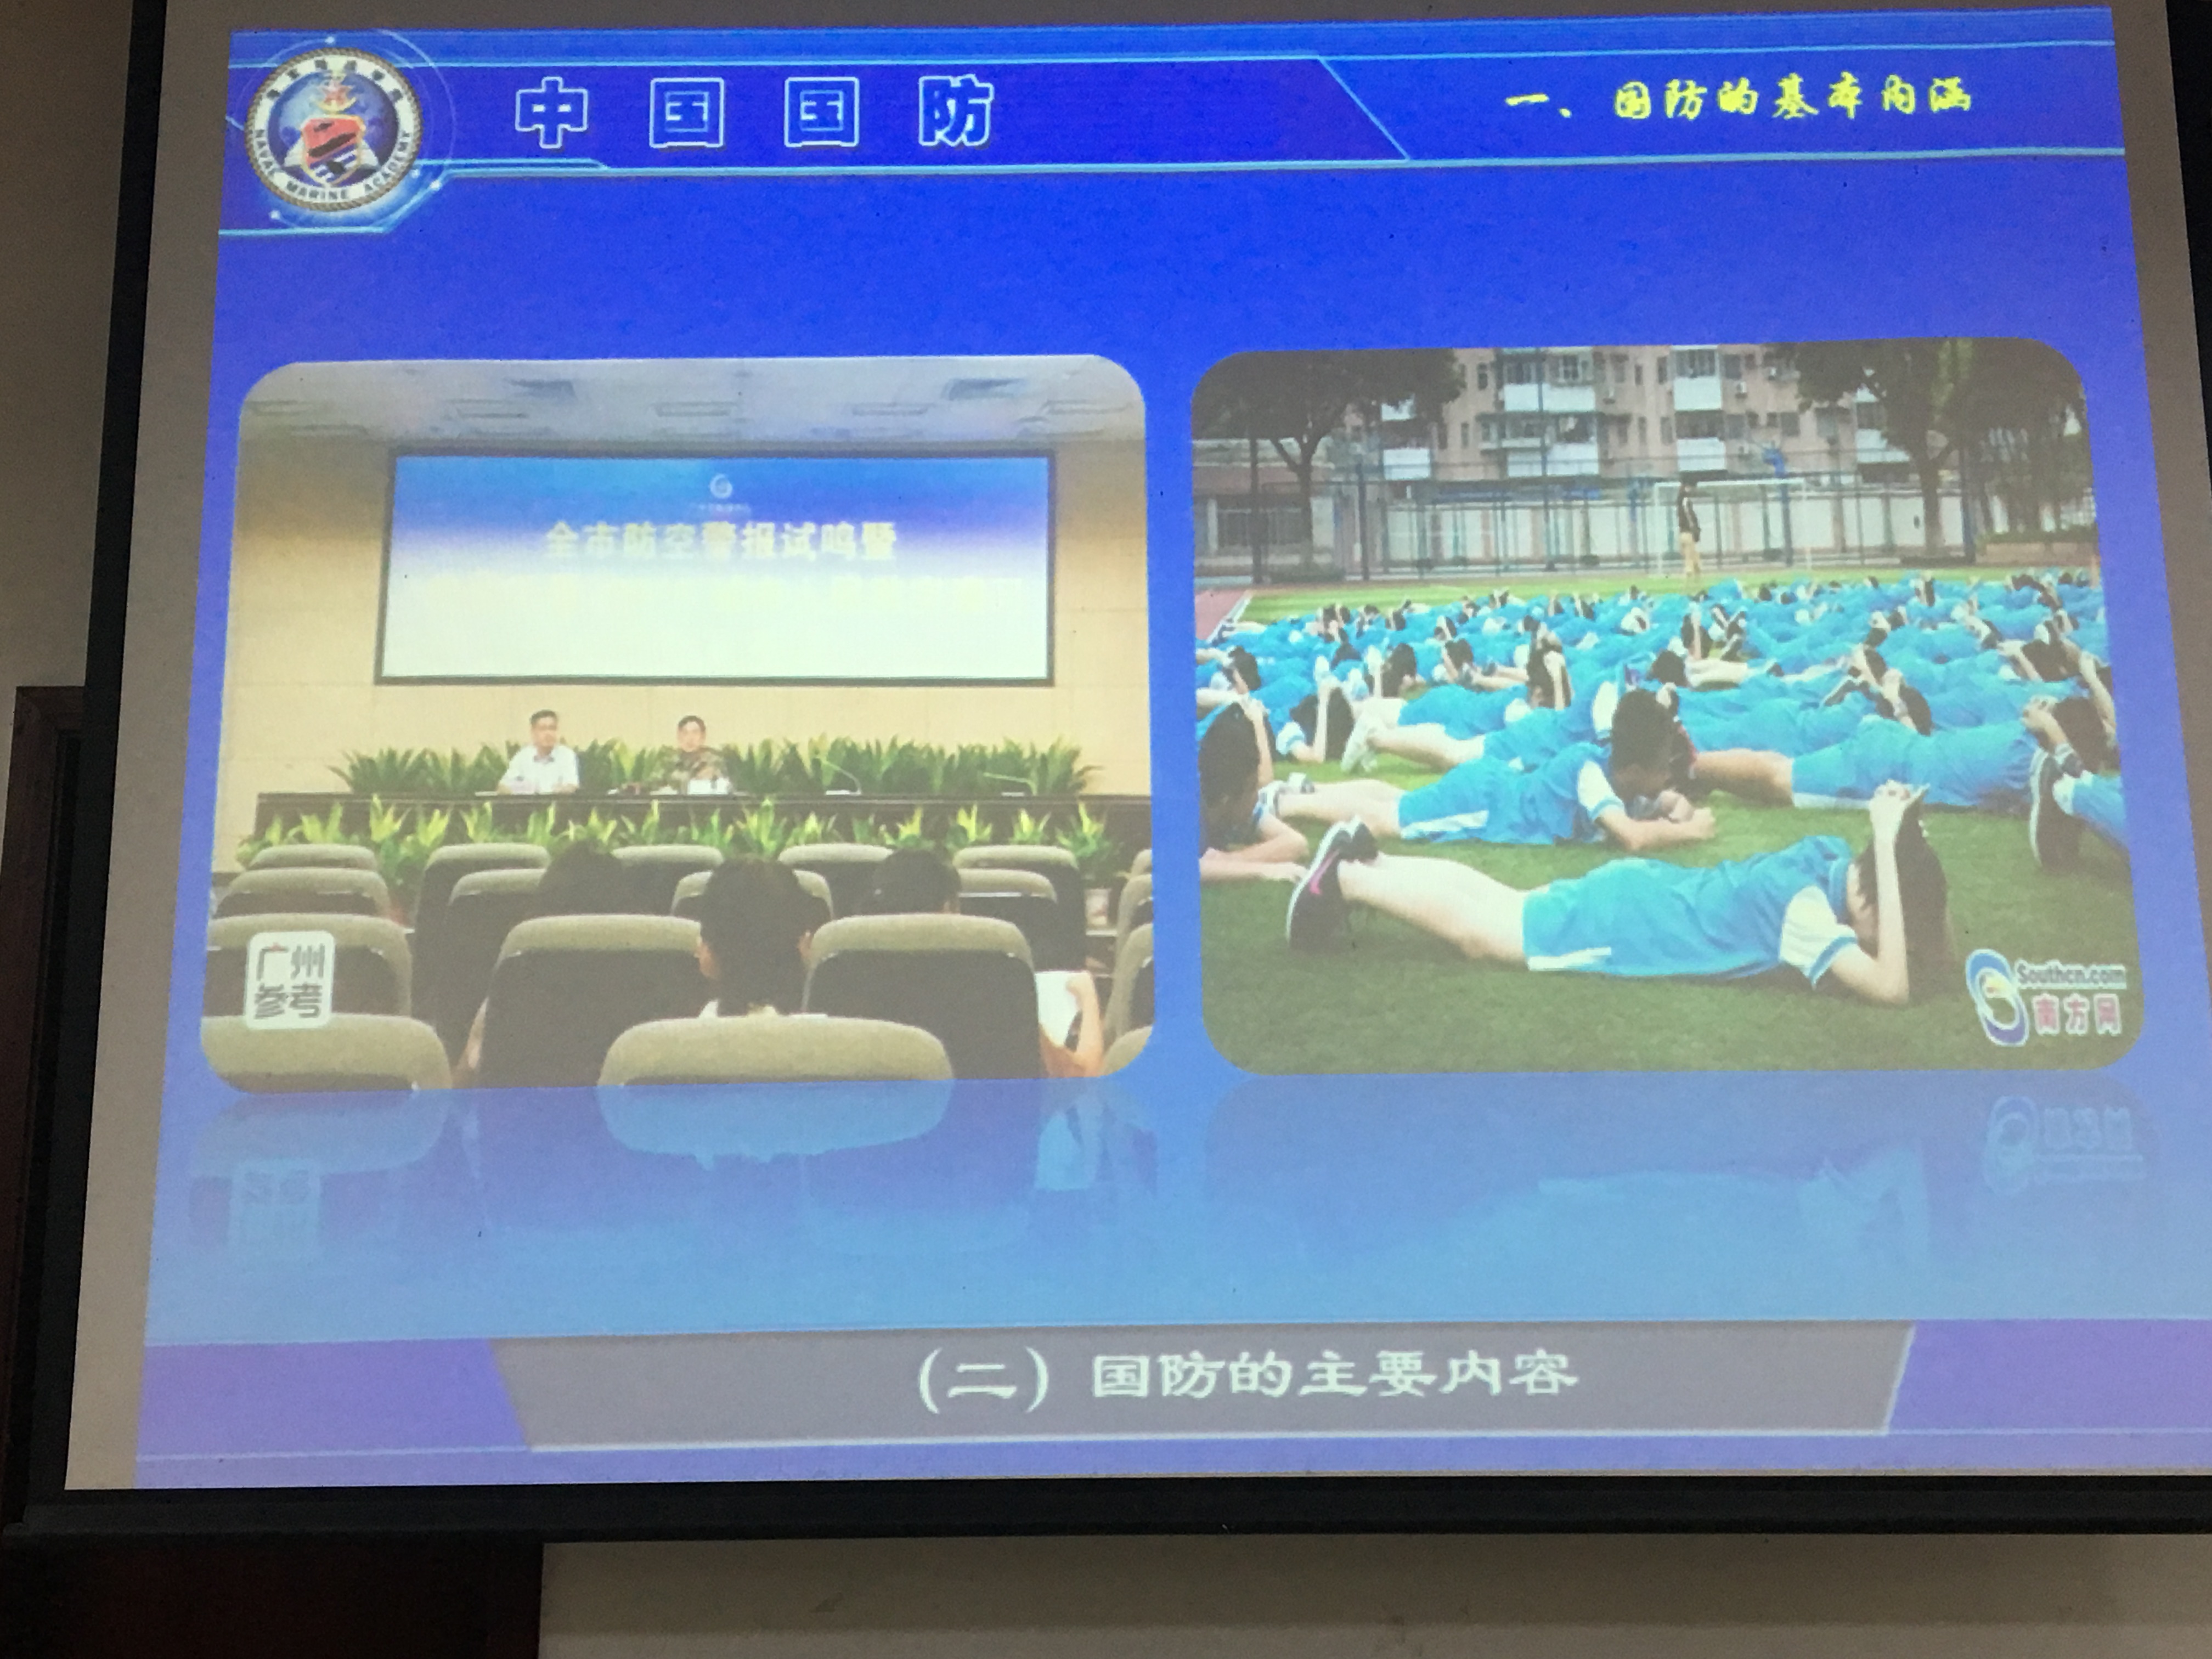 中国国防
一、国防的基本内涵
NAVAL MARINE ACADEMY
全市防空警报试鸣暨
广州
参考
Southcn.com
南方网
(二) 国防的主要内容